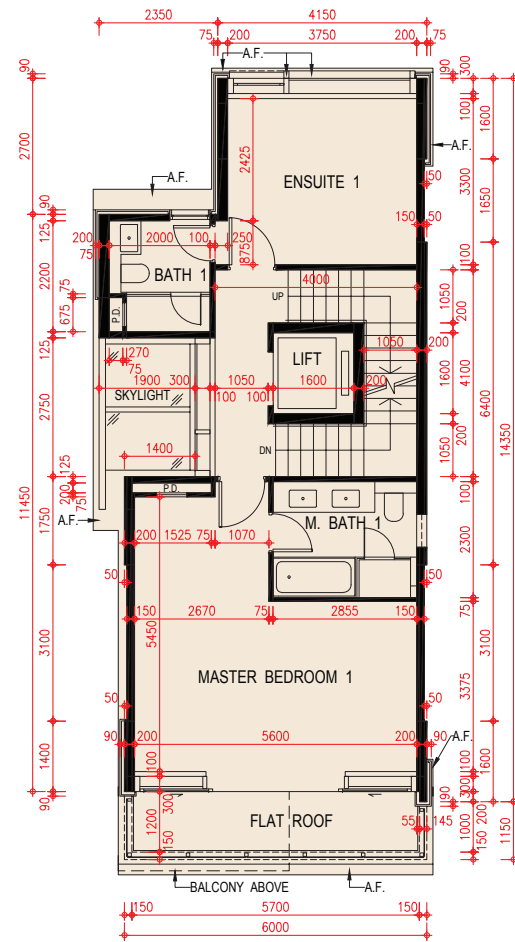 2350 4150
75 200 3750 200 75
A.F.
90 90 300
100 1600
2700 A.F.
2425 ENSUITE 1 3300
A.F. 150 1650
90 150 50
125 200 2000 100 250
75 875 100
2200 BATH 1 4000
75 UP 1050 200
675 P.D. 1050 200
125 270 LIFT 1600 4100 6400
75
1900 300 1050 1600 200 14350
SKYLIGHT 100 100
2750
1400 DN 1050 200
125
200 P.D. 100
11450 75
A.F. 200 1525 75 1070 M. BATH 1 2300
1750
50 50
150 2670 75 2855 150 75
3100 5450 3100
MASTER BEDROOM 1 3375
50 50
90 200 5600 200 90 A.F.
1400 100 100 1600
300 300
90 1200 FLAT ROOF 55 145 1000 200 1150
150 150
BALCONY ABOVE A.F.
150 5700 150
6000